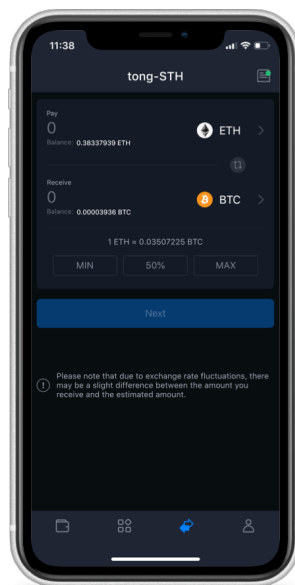 11:38
tong-STH
Pay
0
ETH
Balance: 0.38337939 ETH
Receive
0
BTC
Balance: 0.00003936 BTC
1 ETH = 0.03507225 BTC
MIN
50%
MAX
Next
Please note that due to exchange rate fluctuations, there
may be a slight difference between the amount you
receive and the estimated amount.